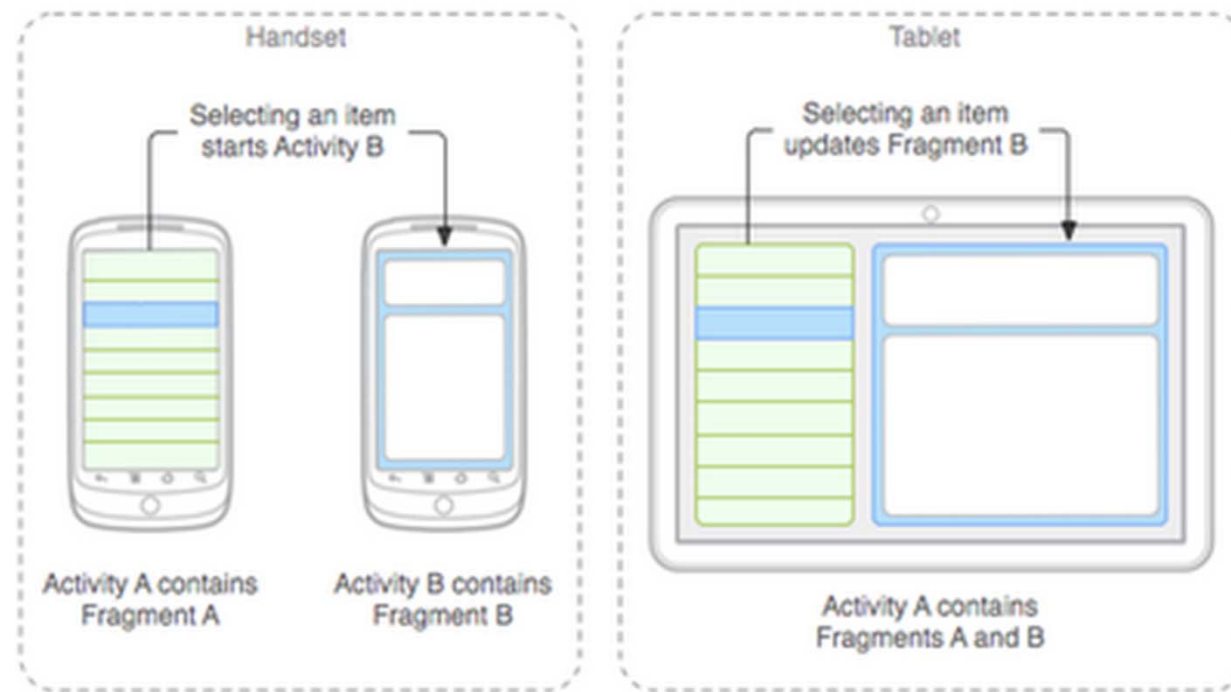 Handset
Selecting an item
starts Activity B
Activity A contains
Fragment A
Activity B contains
Fragment B
Tablet
Selecting an item
updates Fragment B
Activity A contains
Fragments A and B